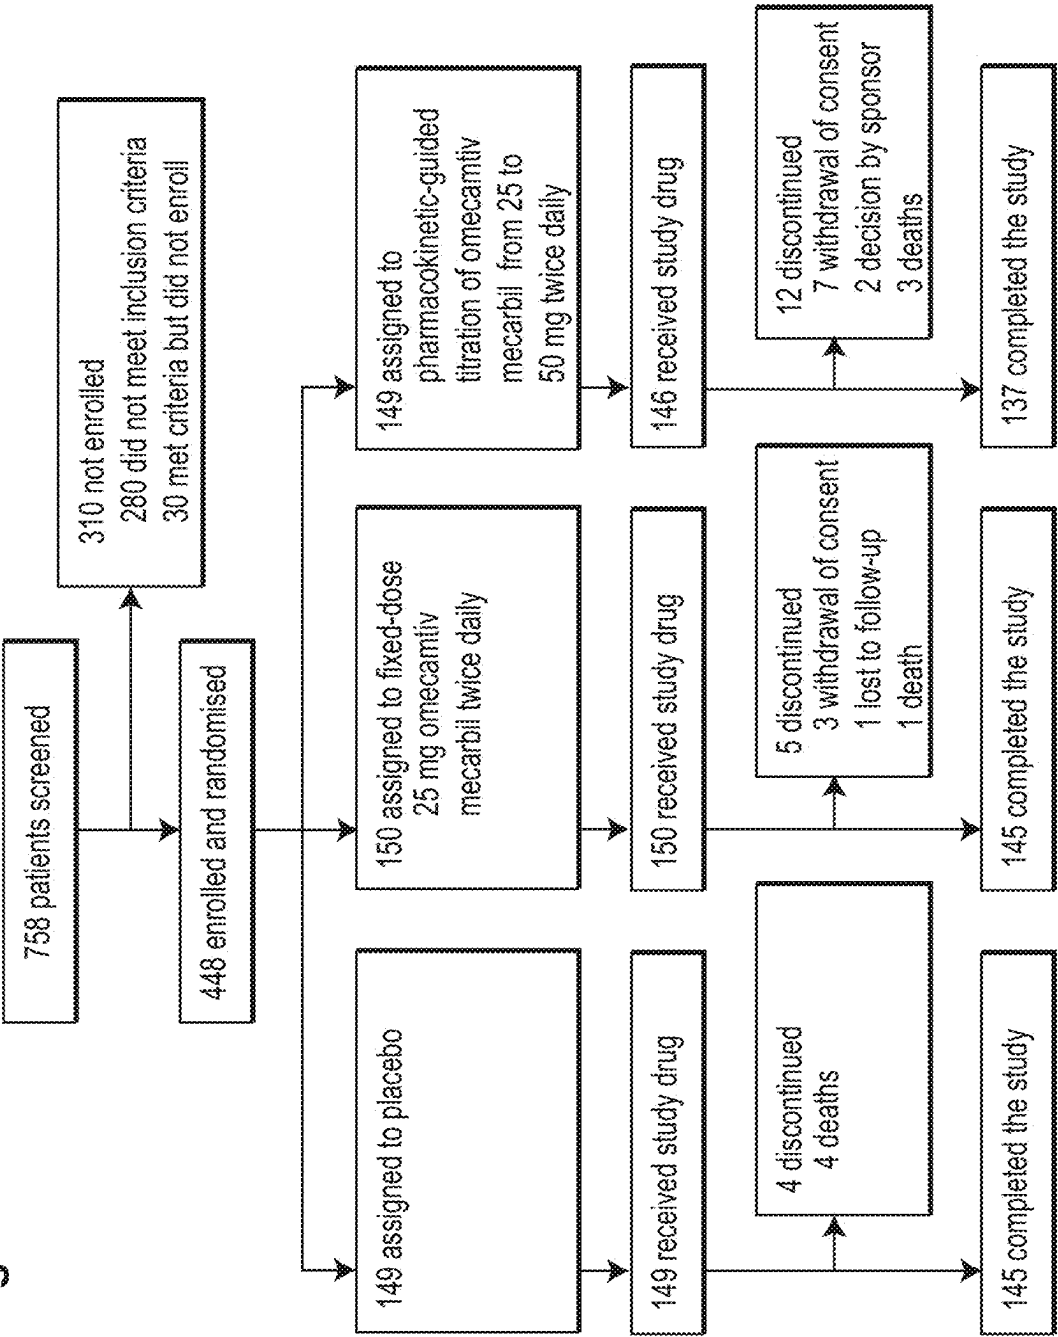 758 patients screened
310 not enrolled
280 did not meet inclusion criteria
30 met criteria but did not enroll
448 enrolled and randomised
149 assigned to placebo
150 assigned to fixed-dose
25 mg omecamtiv
mecarbil twice daily
149 assigned to
pharmacokinetic-guided
titration of omecamtiv
mecarbil from 25 to
50 mg twice daily
149 received study drug
150 received study drug
146 received study drug
4 discontinued
4 deaths
5 discontinued
3 withdrawal of consent
1 lost to follow-up
1 death
12 discontinued
7 withdrawal of consent
2 decision by sponsor
3 deaths
145 completed the study
145 completed the study
137 completed the study